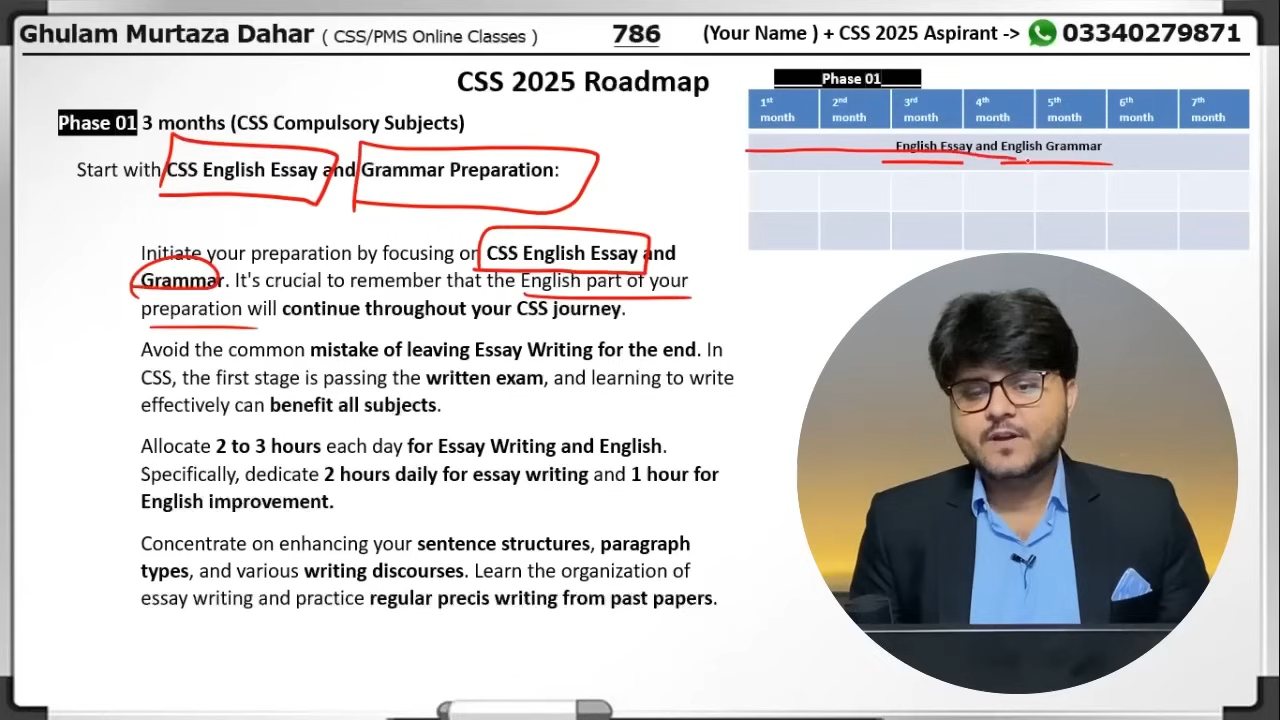 Ghulam Murtaza Dahar ( CSS/PMS Online Classes ) 786 (Your Name ) + CSS 2025 Aspirant -> 03340279871
CSS 2025 Roadmap
Phase 01 3 months (CSS Compulsory Subjects)
Start with CSS English Essay and Grammar Preparation:
Initiate your preparation by focusing on CSS English Essay and
Grammar. It's crucial to remember that the English part of your
preparation will continue throughout your CSS journey.
Avoid the common mistake of leaving Essay Writing for the end. In
CSS, the first stage is passing the written exam, and learning to write
effectively can benefit all subjects.
Allocate 2 to 3 hours each day for Essay Writing and English.
Specifically, dedicate 2 hours daily for essay writing and 1 hour for
English improvement.
Concentrate on enhancing your sentence structures, paragraph
types, and various writing discourses. Learn the organization of
essay writing and practice regular precis writing from past papers.
Phase 01
1st month 2nd month 3rd month 4th month 5th month 6th month 7th month
English Essay and English Grammar